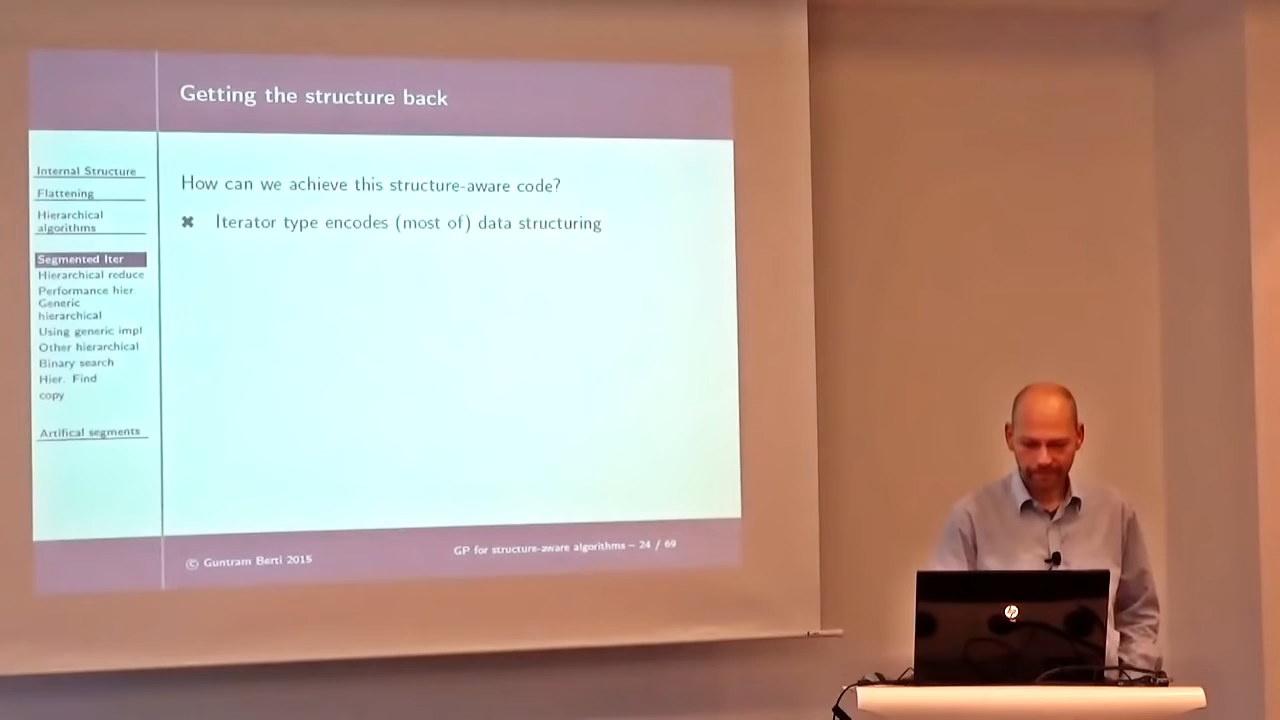 Getting the structure back
Internal Structure
Flattening
Hierarchical
algorithms
Segmented Iter
Hierarchical reduce
Performance hier
Generic
hierarchical
Using generic impl
Other hierarchical
Binary search
Hier. Find
copy
Artifical segments
How can we achieve this structure-aware code?
✖ Iterator type encodes (most of) data structuring
© Guntram Berti 2015
GP for structure-aware algorithms – 24 / 69
hp